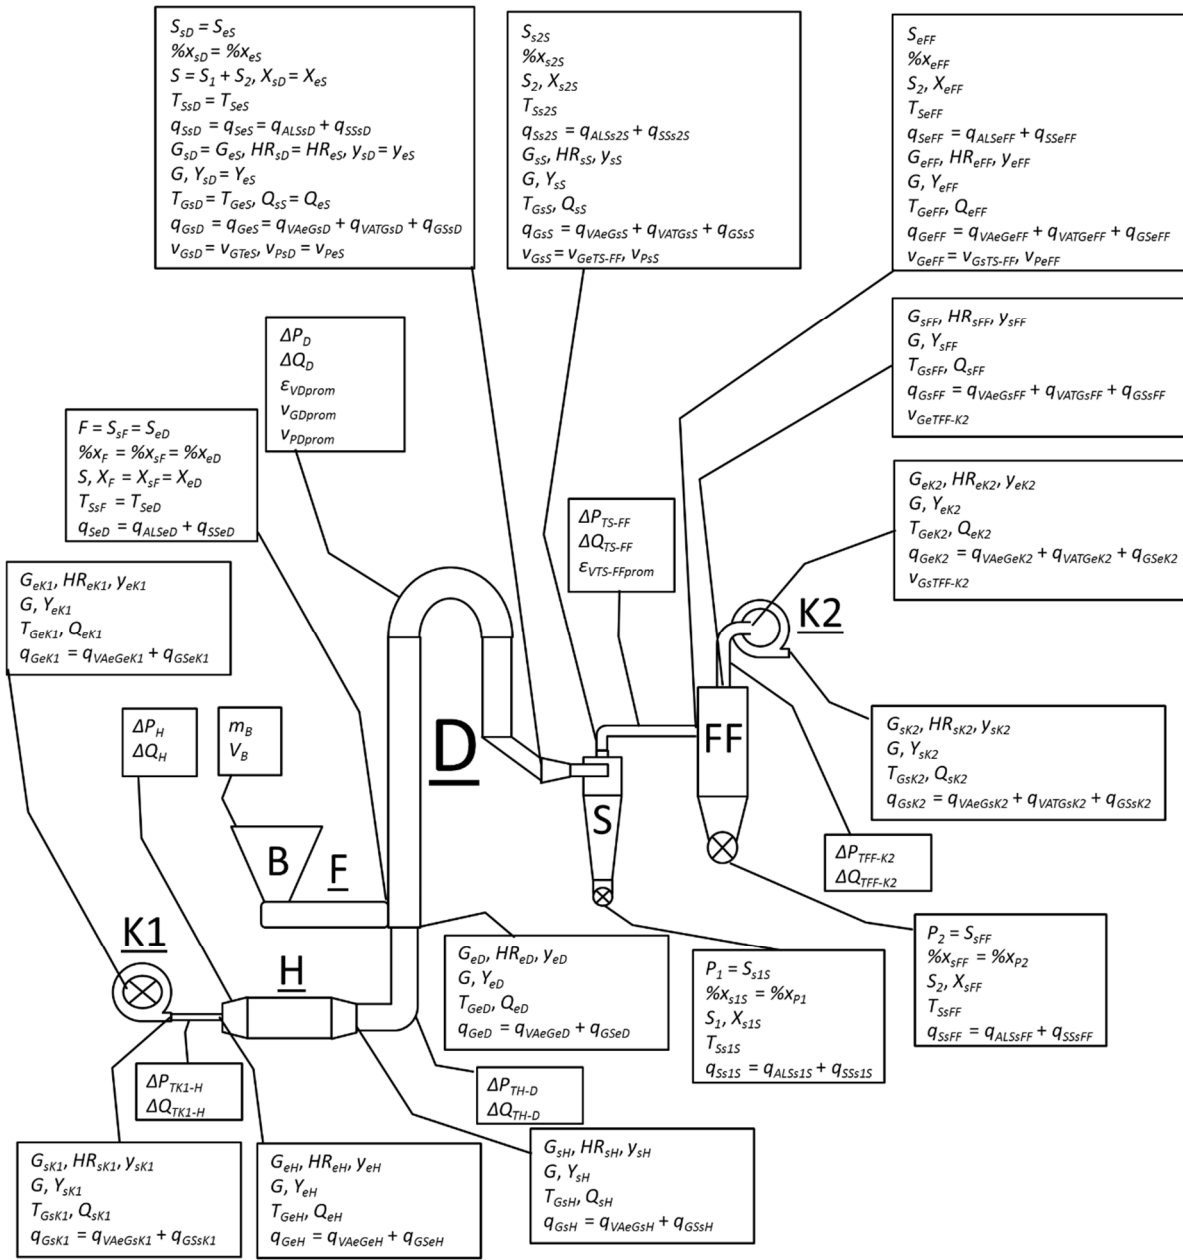 S_sD = S_eS
%x_sD = %x_eS
S = S_1 + S_2, X_sD = X_eS
T_SsD = T_SeS
q_SsD = q_SeS = q_ALSsD + q_SSsD
G_sD = G_eS, HR_sD = HR_eS, y_sD = y_eS
G, Y_sD = Y_eS
T_GsD = T_GeS, Q_sS = Q_eS
q_GsD = q_GeS = q_VAeGsD + q_VATGsD + q_GSsD
v_GsD = v_GTeS, v_PsD = v_PeS
S_s2S
%x_s2S
S_2, X_s2S
T_Ss2S
q_Ss2S = q_ALSs2S + q_SSs2S
G_sS, HR_sS, y_sS
G, Y_sS
T_GsS, Q_sS
q_GsS = q_VAeGsS + q_VATGsS + q_GSsS
v_GsS = v_GeTS-FF, v_PsS
S_eFF
%x_eFF
S_2, X_eFF
T_SeFF
q_SeFF = q_ALSeFF + q_SSeFF
G_eFF, HR_eFF, y_eFF
G, Y_eFF
T_GeFF, Q_eFF
q_GeFF = q_VAeGeFF + q_VATGeFF + q_GSeFF
v_GeFF = v_GsTS-FF, v_PeFF
G_sFF, HR_sFF, y_sFF
G, Y_sFF
T_GsFF, Q_sFF
q_GsFF = q_VAeGsFF + q_VATGsFF + q_GSsFF
v_GeTFF-K2
ΔP_D
ΔQ_D
ε_VDprom
v_GDprom
v_PDprom
F = S_sF = S_eD
%x_F = %x_sF = %x_eD
S, X_F = X_sF = X_eD
T_SsF = T_SeD
q_SeD = q_ALSeD + q_SSeD
G_eK2, HR_eK2, y_eK2
G, Y_eK2
T_GeK2, Q_eK2
q_GeK2 = q_VAeGeK2 + q_VATGeK2 + q_GSeK2
v_GsTFF-K2
ΔP_TS-FF
ΔQ_TS-FF
ε_VTS-FFprom
G_eK1, HR_eK1, y_eK1
G, Y_eK1
T_GeK1, Q_eK1
q_GeK1 = q_VAeGeK1 + q_GSeK1
K2
ΔP_H
ΔQ_H
m_B
V_B
D
FF
G_sK2, HR_sK2, y_sK2
G, Y_sK2
T_GsK2, Q_sK2
q_GsK2 = q_VAeGsK2 + q_VATGsK2 + q_GSsK2
S
B
F
ΔP_TFF-K2
ΔQ_TFF-K2
K1
H
G_eD, HR_eD, y_eD
G, Y_eD
T_GeD, Q_eD
q_GeD = q_VAeGeD + q_GSeD
P_1 = S_s1S
%x_s1S = %x_P1
S_1, X_s1S
T_Ss1S
q_Ss1S = q_ALSs1S + q_SSs1S
P_2 = S_sFF
%x_sFF = %x_P2
S_2, X_sFF
T_SsFF
q_SsFF = q_ALSsFF + q_SSsFF
ΔP_TK1-H
ΔQ_TK1-H
ΔP_TH-D
ΔQ_TH-D
G_sK1, HR_sK1, y_sK1
G, Y_sK1
T_GsK1, Q_sK1
q_GsK1 = q_VAeGsK1 + q_GSsK1
G_eH, HR_eH, y_eH
G, Y_eH
T_GeH, Q_eH
q_GeH = q_VAeGeH + q_GSeH
G_sH, HR_sH, y_sH
G, Y_sH
T_GsH, Q_sH
q_GsH = q_VAeGsH + q_GSsH